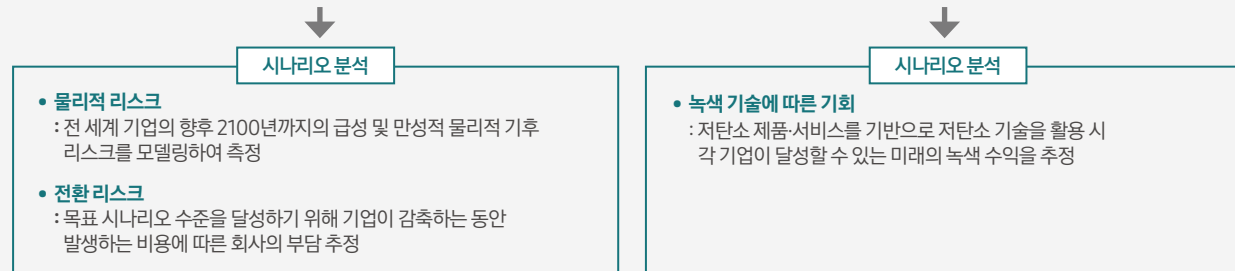 시나리오 분석
• 물리적 리스크
: 전 세계 기업의 향후 2100년까지의 급성 및 만성적 물리적 기후
리스크를 모델링하여 측정
• 전환 리스크
: 목표 시나리오 수준을 달성하기 위해 기업이 감축하는 동안
발생하는 비용에 따른 회사의 부담 추정
시나리오 분석
• 녹색 기술에 따른 기회
: 저탄소 제품·서비스를 기반으로 저탄소 기술을 활용 시
각 기업이 달성할 수 있는 미래의 녹색 수익을 추정